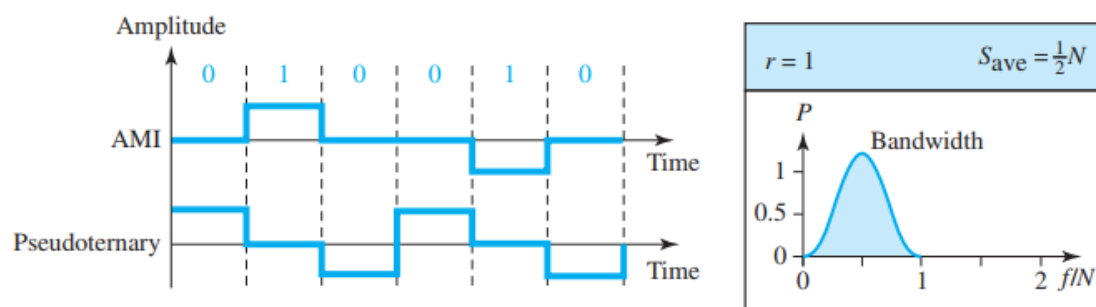 Amplitude
0 1 0 0 1 0
AMI
Time
Pseudoternary
Time
r = 1 Save = 1/2 N
P
Bandwidth
1
0.5
0
0 1 2 f/N